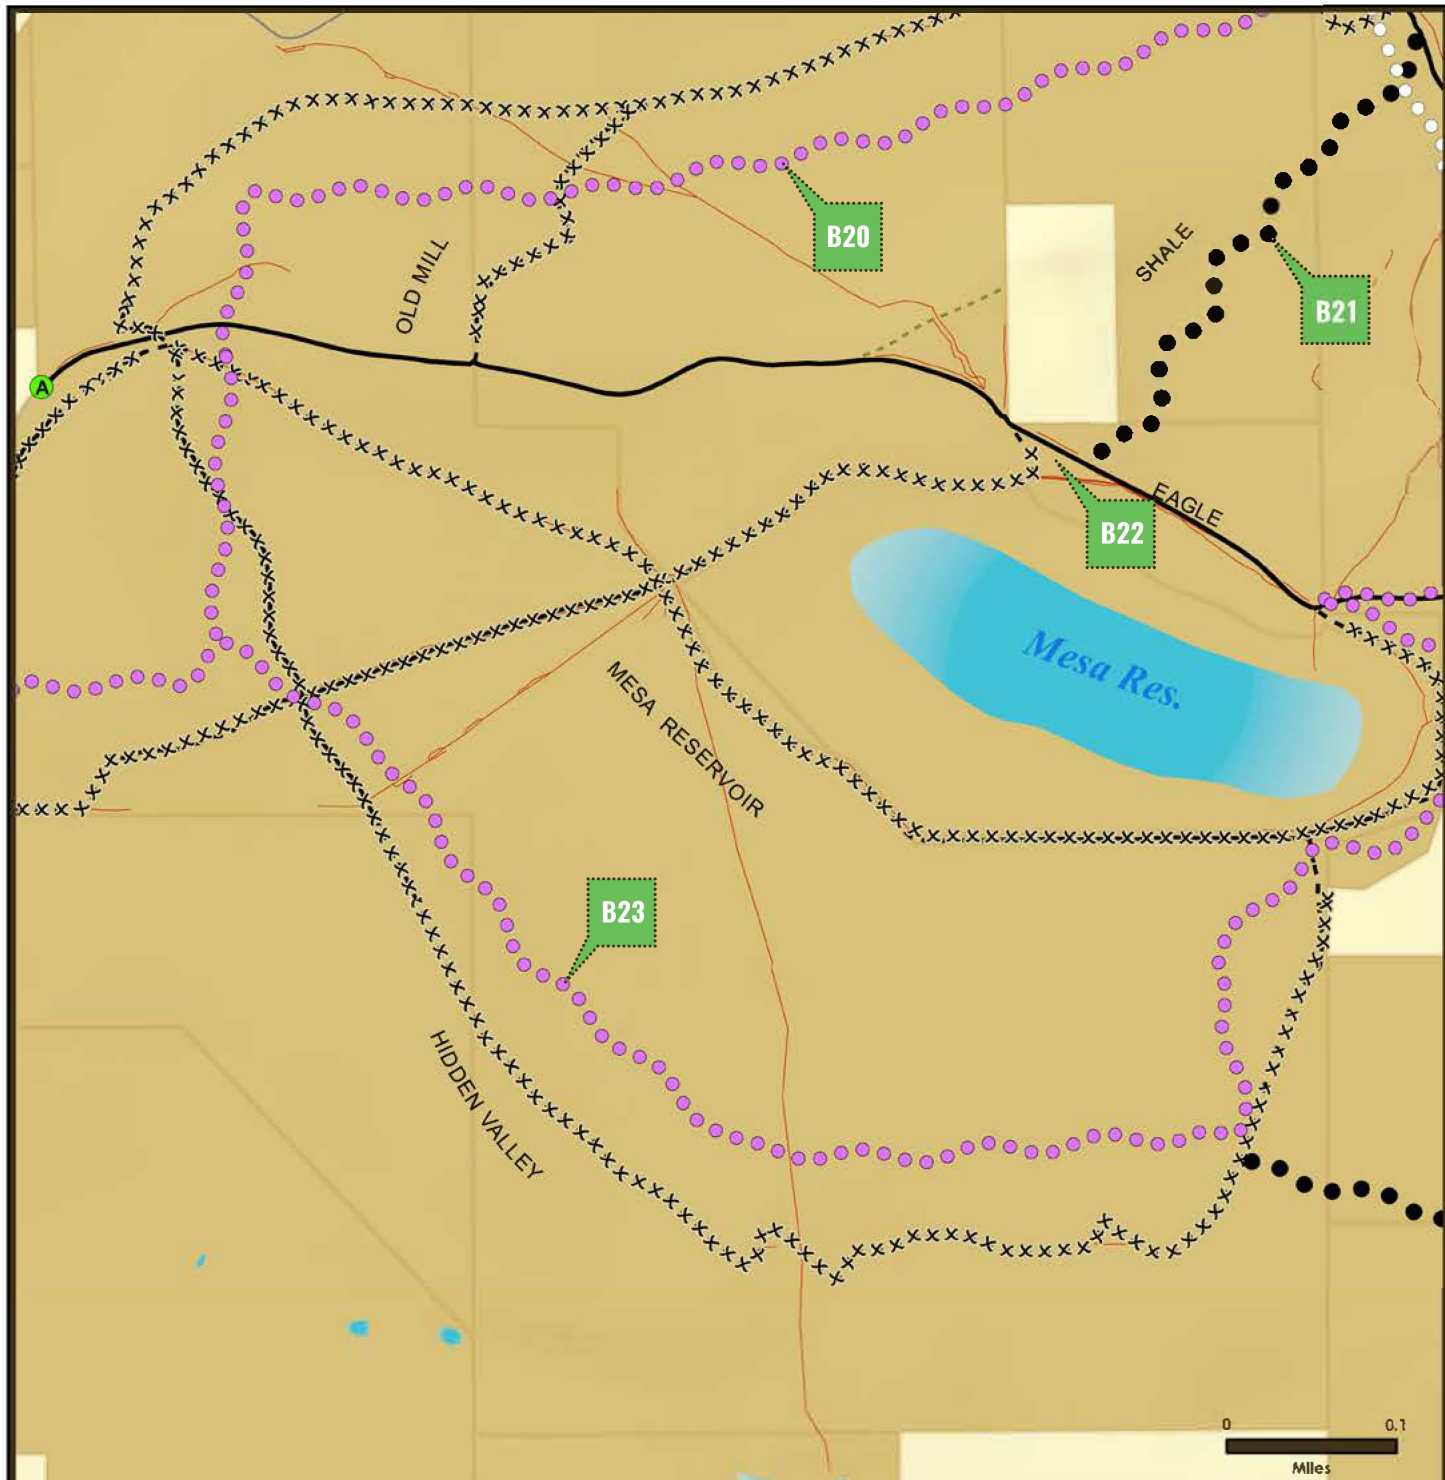 B20
SHALE
OLD MILL
B21
A
EAGLE
B22
Mesa Res.
MESA RESERVOIR
B23
HIDDEN VALLEY
0 0.1
Miles